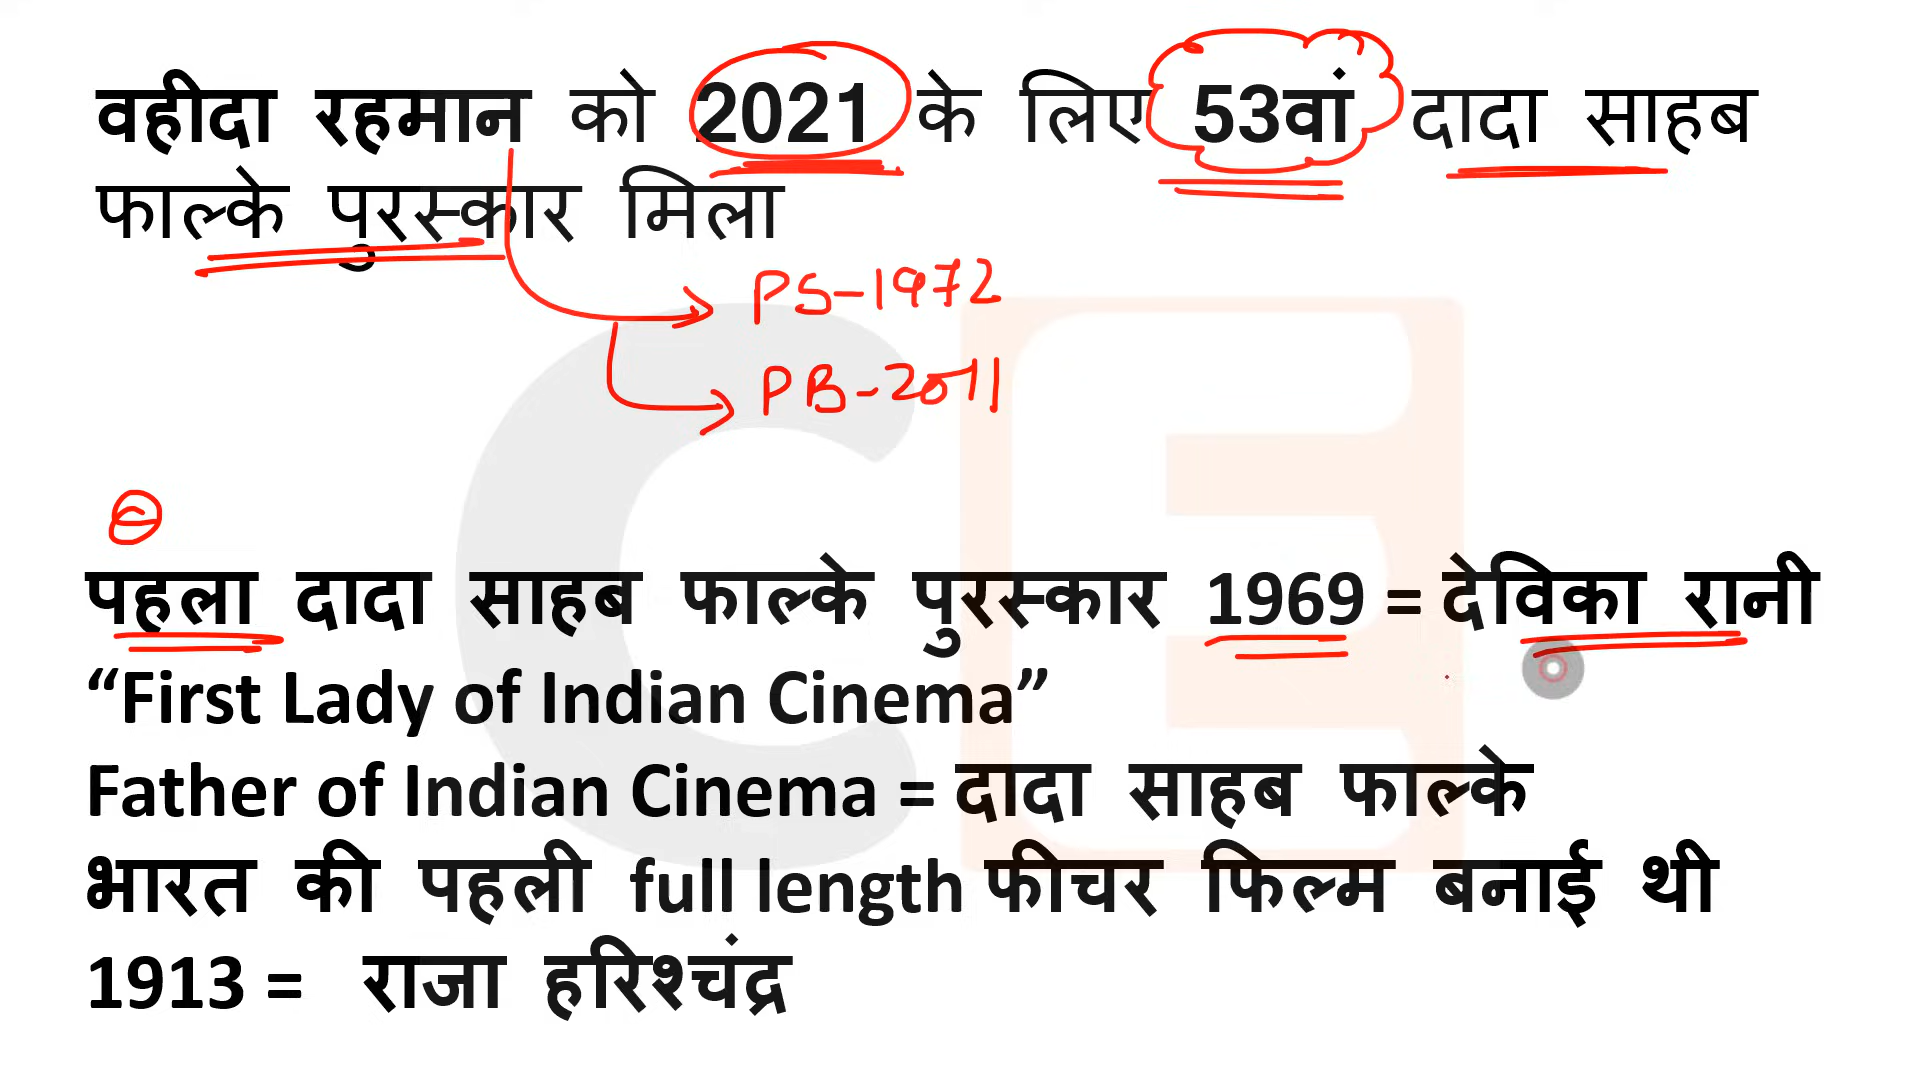 वहीदा रहमान को 2021 के लिए 53वां दादा साहब
फाल्के पुरस्कार मिला
PS-1972
PB-2011
पहला दादा साहब फाल्के पुरस्कार 1969 = देविका रानी
“First Lady of Indian Cinema”
Father of Indian Cinema = दादा साहब फाल्के
भारत की पहली full length फीचर फिल्म बनाई थी
1913 = राजा हरिश्चंद्र
CE